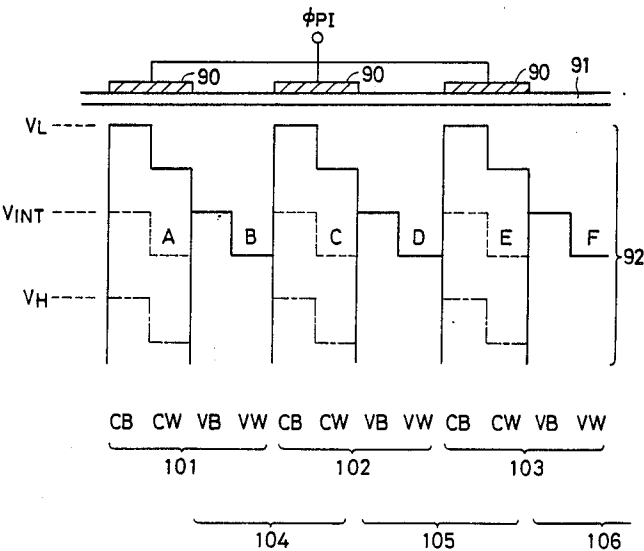 ΦPI
90 90 90 91
VL
VINT A B C D E F 92
VH
CB CW VB VW CB CW VB VW CB CW VB VW
101 102 103
104 105 106